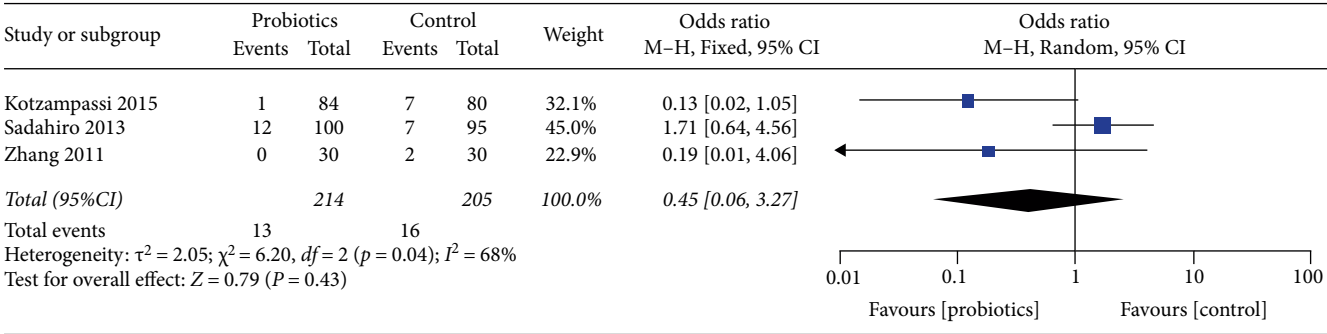 Study or subgroup Probiotics Control Weight Odds ratio Odds ratio
Events Total Events Total M–H, Fixed, 95% CI M–H, Random, 95% CI
Kotzampassi 2015 1 84 7 80 32.1% 0.13 [0.02, 1.05]
Sadahiro 2013 12 100 7 95 45.0% 1.71 [0.64, 4.56]
Zhang 2011 0 30 2 30 22.9% 0.19 [0.01, 4.06]
Total (95%CI) 214 205 100.0% 0.45 [0.06, 3.27]
Total events 13 16
Heterogeneity: τ² = 2.05; χ² = 6.20, df = 2 (p = 0.04); I² = 68%
Test for overall effect: Z = 0.79 (P = 0.43)
0.01 0.1 1 10 100
Favours [probiotics] Favours [control]